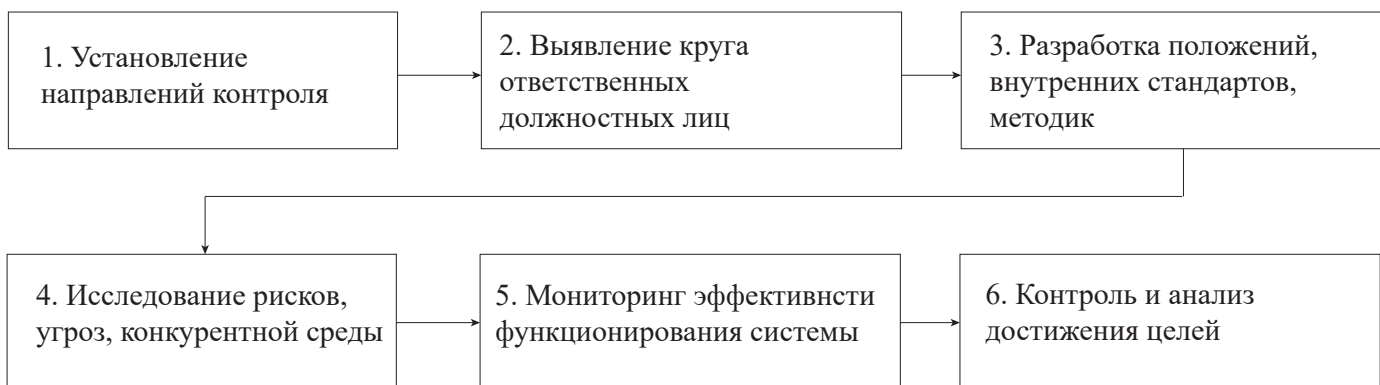 1. Установление
направлений контроля
2. Выявление круга
ответственных
должностных лиц
3. Разработка положений,
внутренних стандартов,
методик
4. Исследование рисков,
угроз, конкурентной среды
5. Мониторинг эффективнсти
функционирования системы
6. Контроль и анализ
достижения целей